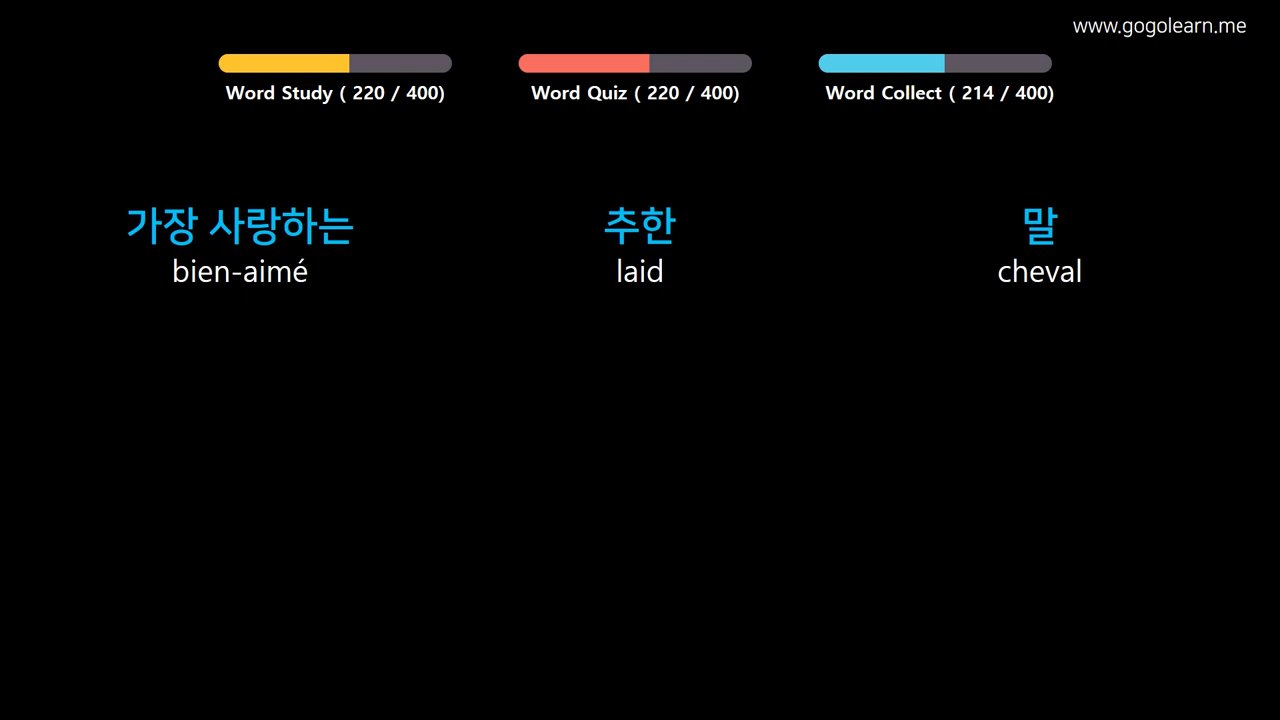 www.gogolearn.me
Word Study ( 220 / 400)
Word Quiz ( 220 / 400)
Word Collect ( 214 / 400)
가장 사랑하는
bien-aimé
추한
laid
말
cheval